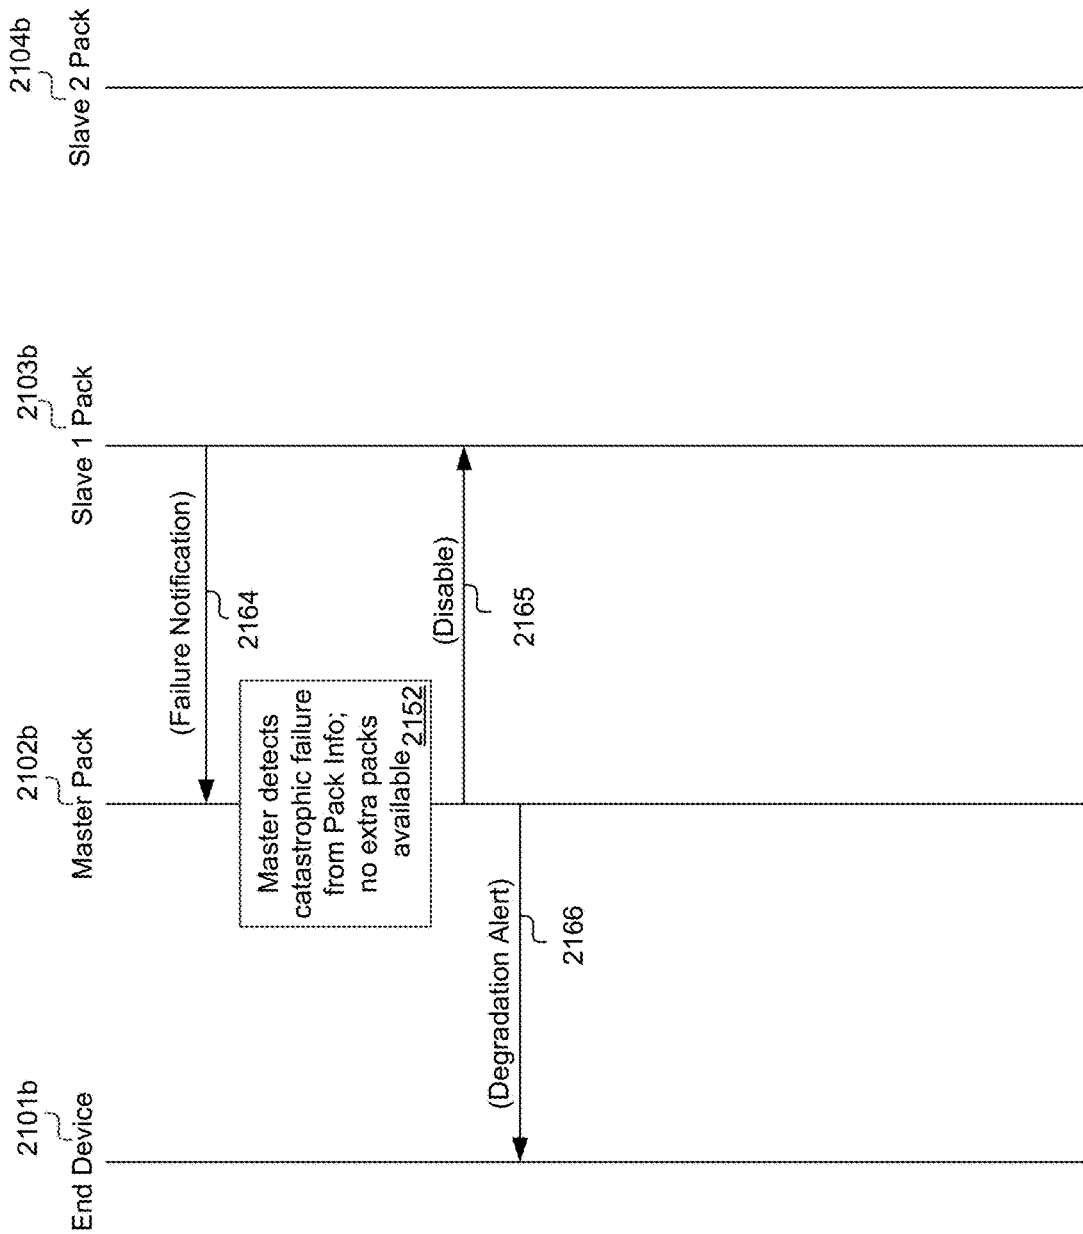 2101b
End Device
2102b
Master Pack
2103b
Slave 1 Pack
2104b
Slave 2 Pack
(Failure Notification)
2164
Master detects
catastrophic failure
from Pack Info;
no extra packs
available 2152
(Disable)
2165
(Degradation Alert)
2166